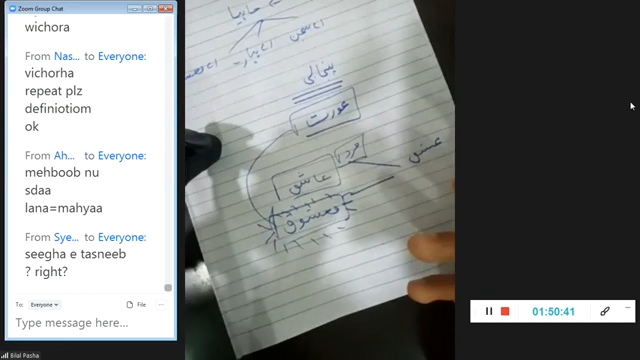 Zoom Group Chat
wichora
From Nas... to Everyone:
vichorha
repeat plz
definiotiom
ok
From Ah... to Everyone:
mehboob nu
sdaa
lana=mahyaa
From Sye... to Everyone:
seegha e tasneeb
? right?
To: Everyone
File
Type message here...
Bilal Pasha
پنجابی
عورت
مرد
عشق
عاشق
معشوق
01:50:41